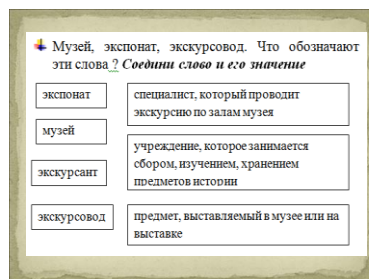 Музей, экспонат, экскурсовод. Что обозначают
эти слова ? Соедини слово и его значение
экспонат
специалист, который проводит
экскурсию по залам музея
музей
учреждение, которое занимается
сбором, изучением, хранением
предметов истории
экскурсант
экскурсовод
предмет, выставляемый в музее или на
выставке